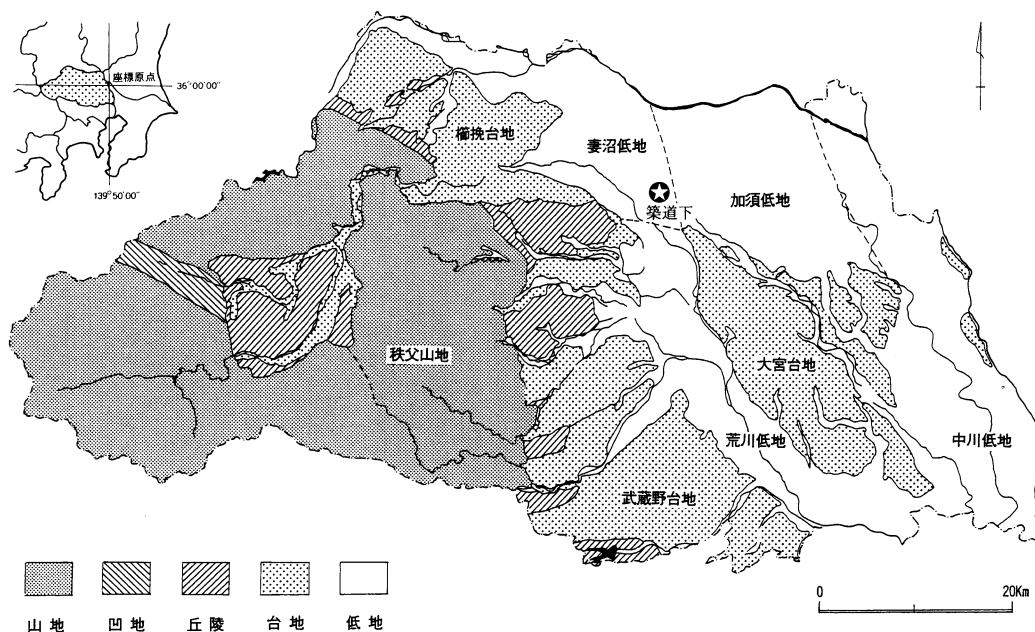 座標原点
36°00′00″
139°50′00″
櫛挽台地
妻沼低地
加須低地
築道下
秩父山地
大宮台地
荒川低地
中川低地
武蔵野台地
山地
凹地
丘陵
台地
低地
0
20Km